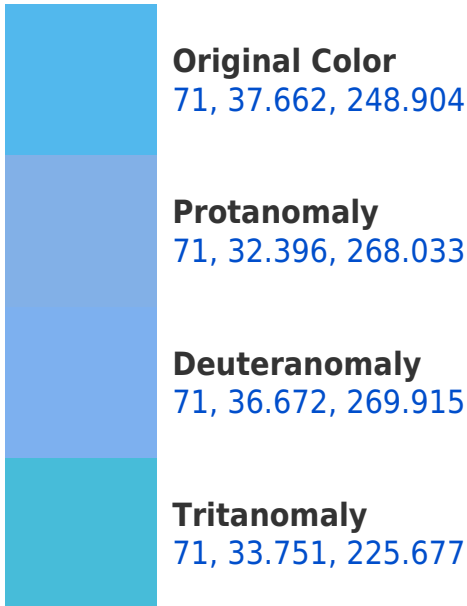 Original Color
71, 37.662, 248.904
Protanomaly
71, 32.396, 268.033
Deuteranomaly
71, 36.672, 269.915
Tritanomaly
71, 33.751, 225.677